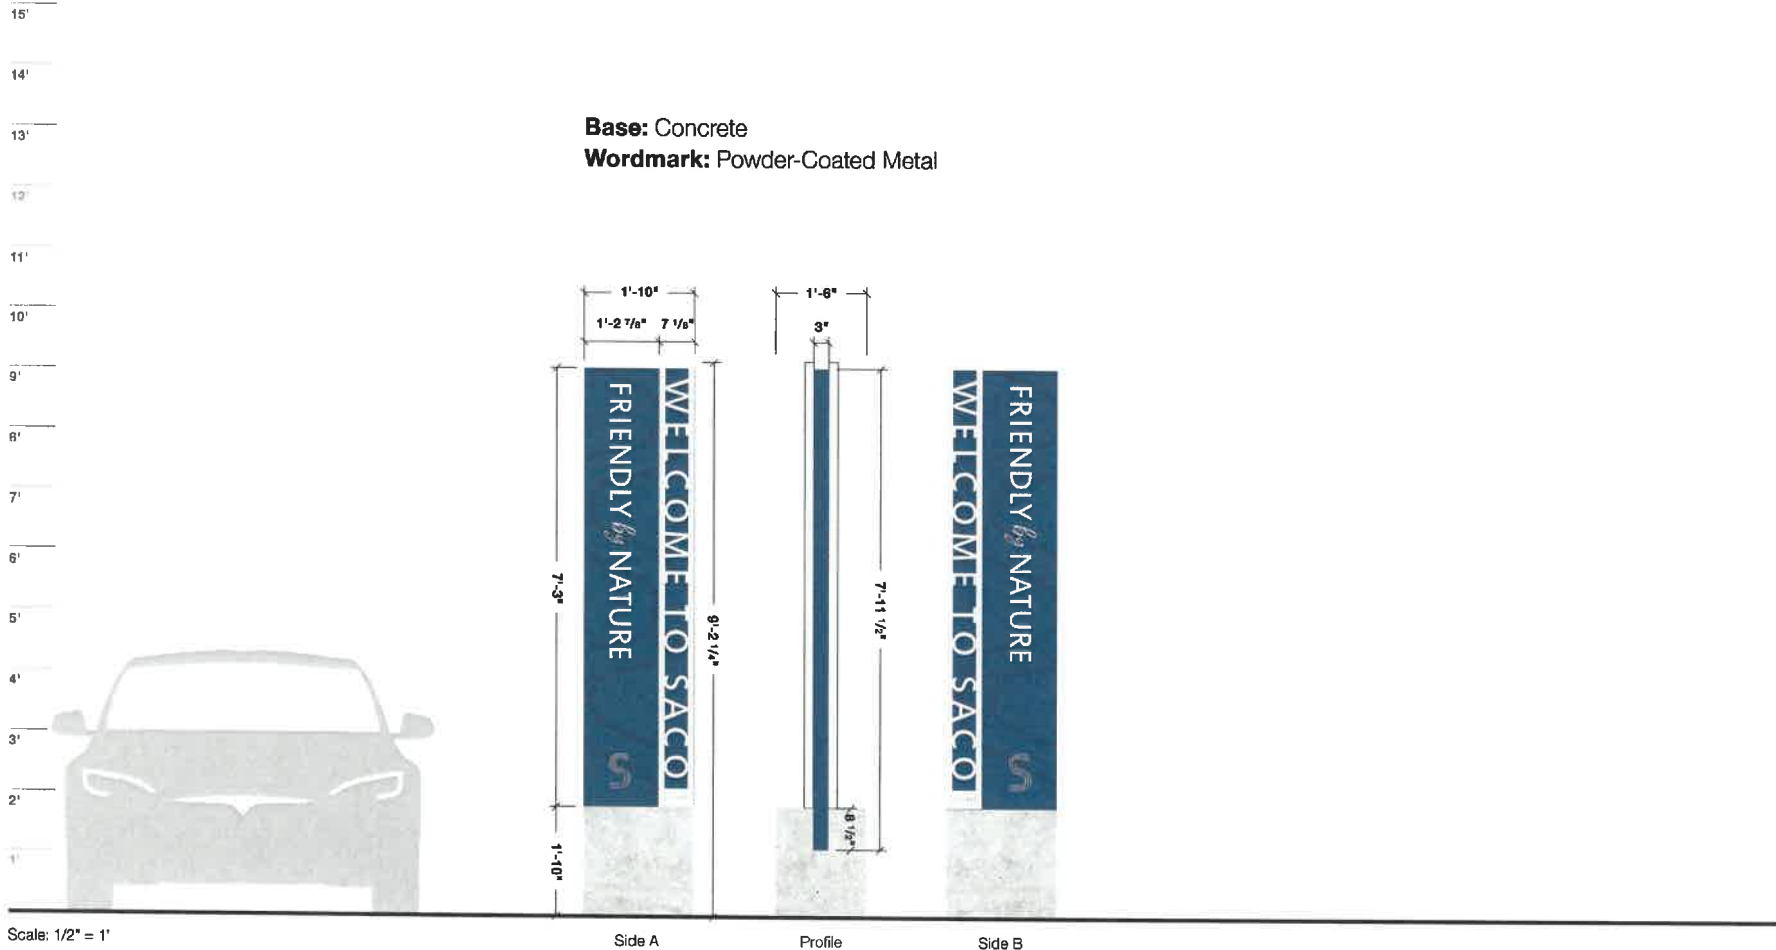 15'
14'
13'
12'
11'
10'
9'
8'
7'
6'
5'
4'
3'
2'
1'
Base: Concrete
Wordmark: Powder-Coated Metal
1'-10"
1'-2 7/8" 7 1/8"
7'-3"
1'-10"
9'-2 1/4"
FRIENDLY by NATURE
S
WELCOME TO SACO
1'-6"
3"
7'-11 1/2"
8 1/2"
WELCOME TO SACO
FRIENDLY by NATURE
S
Scale: 1/2" = 1'
Side A
Profile
Side B